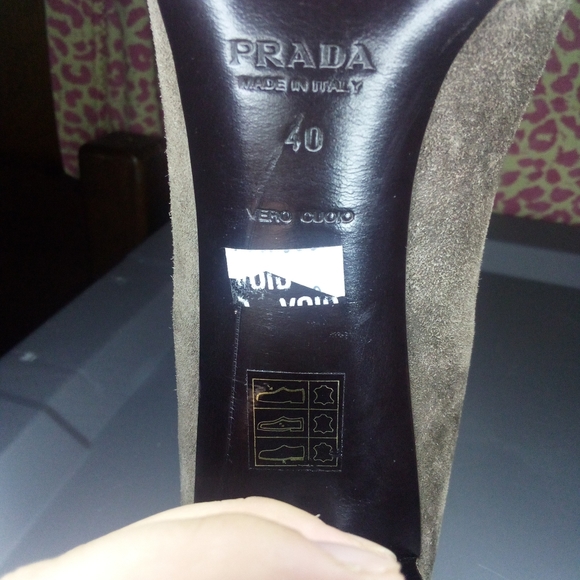 PRADA
MADE IN ITALY
40
VERO CUOIO
VOID
VOID